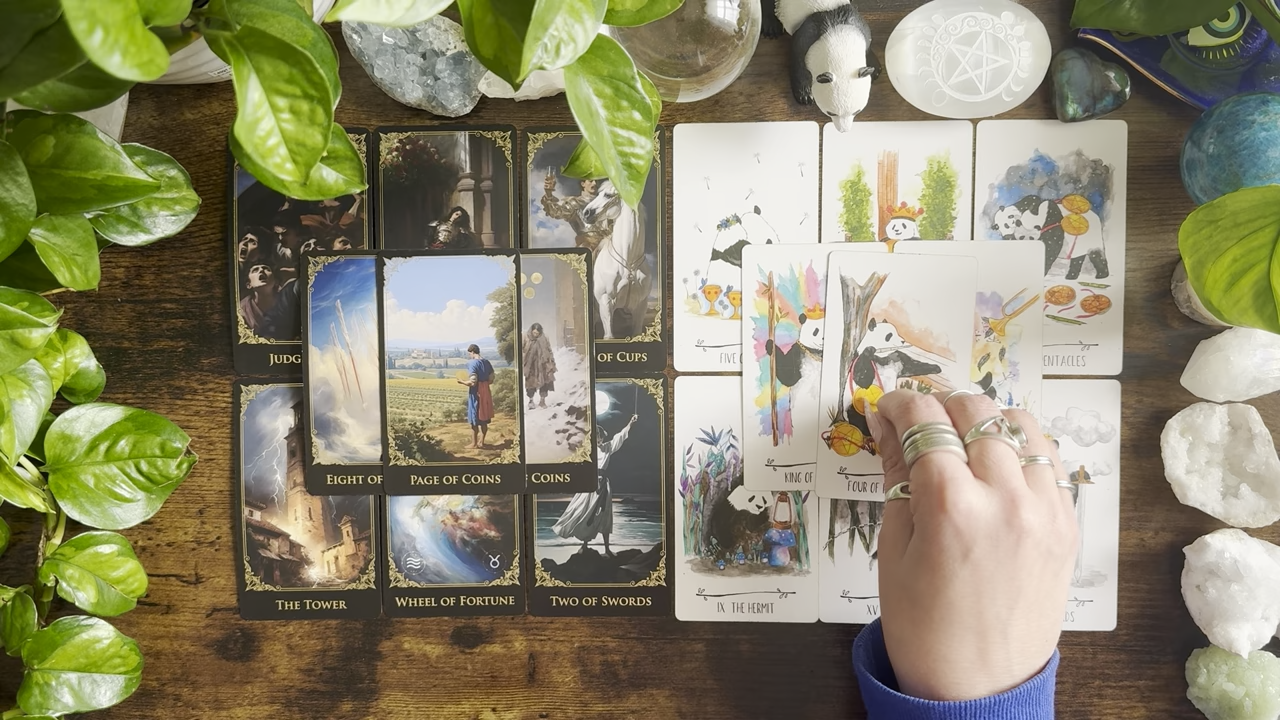 JUDG
OF CUPS
FIVE
ENTACLES
EIGHT OF
PAGE OF COINS
COINS
KING OF
FOUR OF
THE TOWER
WHEEL OF FORTUNE
TWO OF SWORDS
IX THE HERMIT
XV
DS